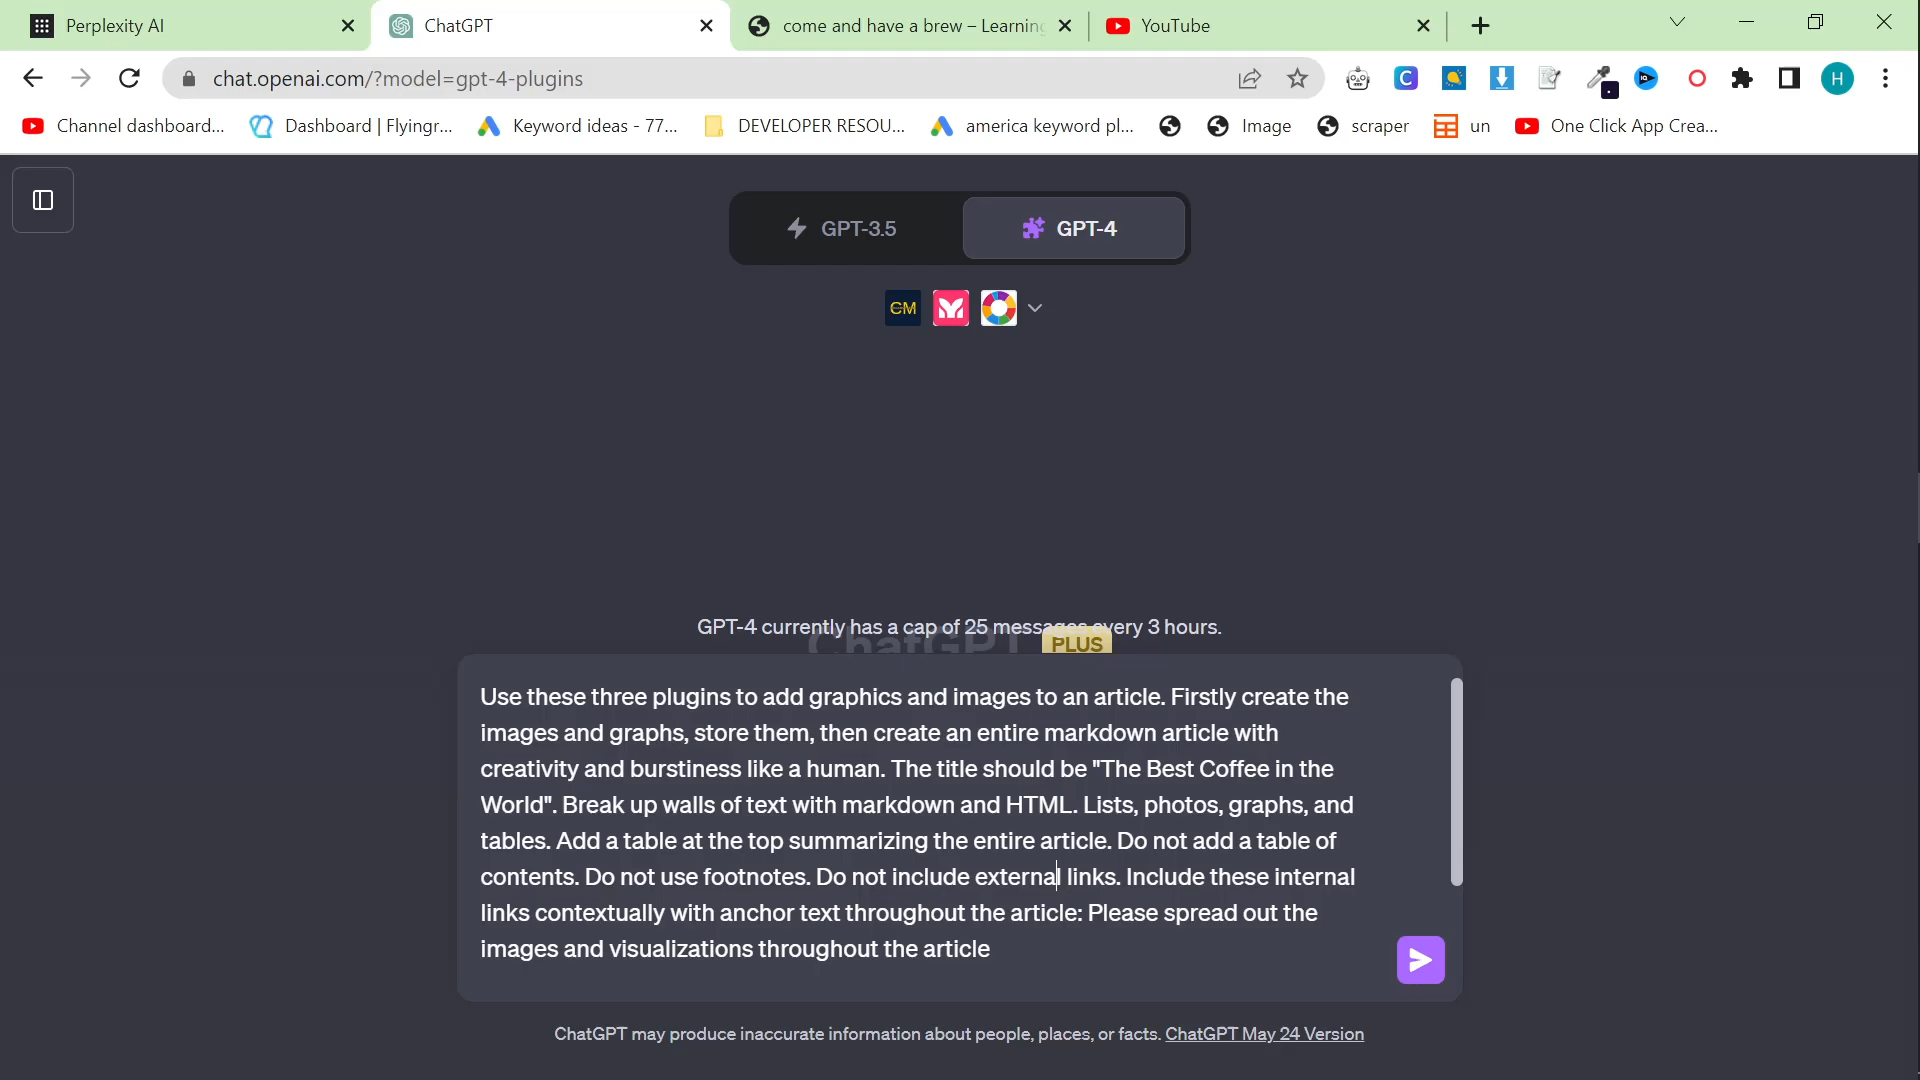 Perplexity AI
ChatGPT
come and have a brew – Learning
YouTube
chat.openai.com/?model=gpt-4-plugins
H
Channel dashboard...
Dashboard | Flyingr...
Keyword ideas - 77...
DEVELOPER RESOU...
america keyword pl...
Image
scraper
un
One Click App Crea...
GPT-3.5
GPT-4
CM
GPT-4 currently has a cap of 25 messages every 3 hours.
ChatGPT PLUS
Use these three plugins to add graphics and images to an article. Firstly create the
images and graphs, store them, then create an entire markdown article with
creativity and burstiness like a human. The title should be "The Best Coffee in the
World". Break up walls of text with markdown and HTML. Lists, photos, graphs, and
tables. Add a table at the top summarizing the entire article. Do not add a table of
contents. Do not use footnotes. Do not include external links. Include these internal
links contextually with anchor text throughout the article: Please spread out the
images and visualizations throughout the article
ChatGPT may produce inaccurate information about people, places, or facts. ChatGPT May 24 Version